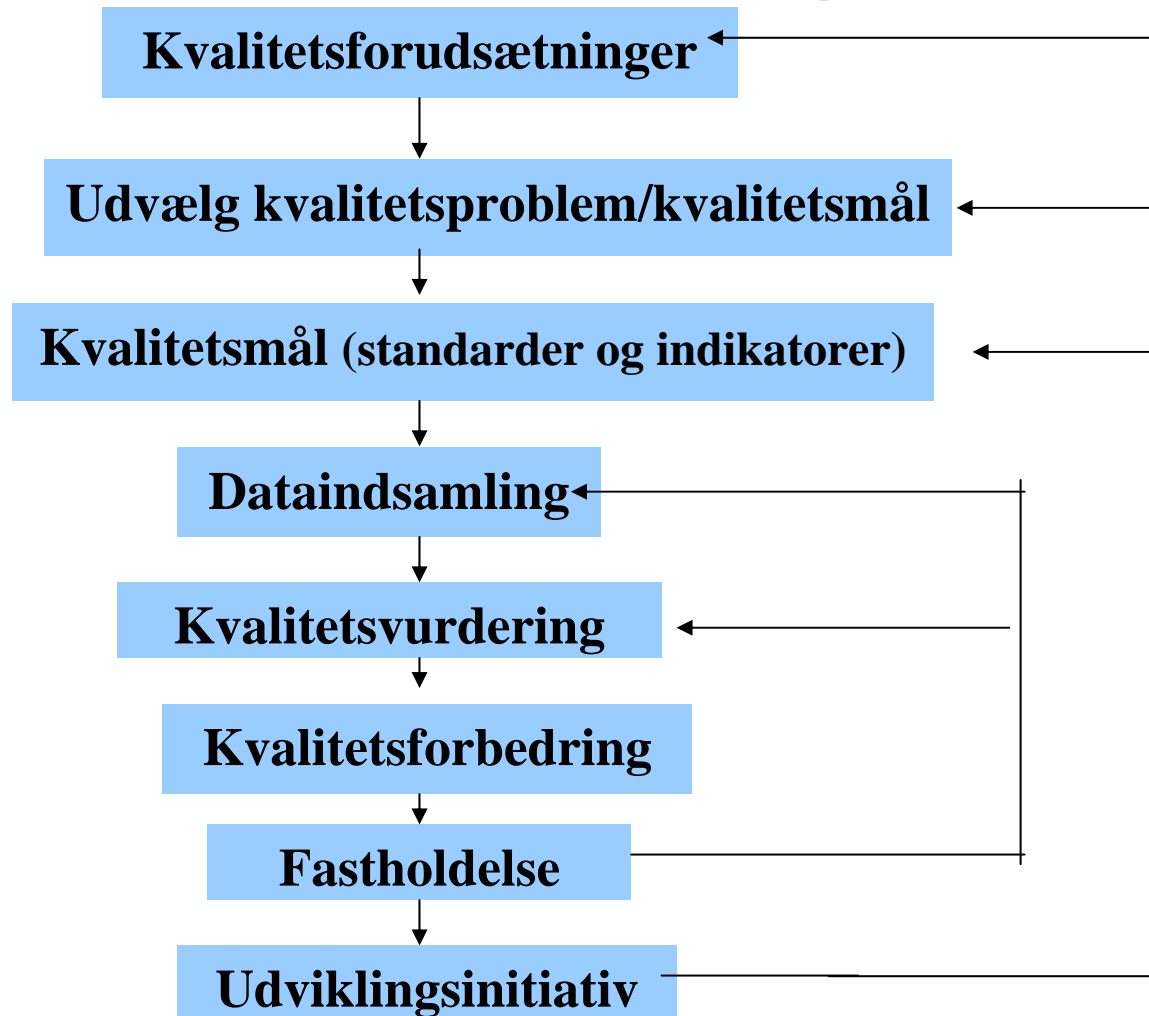 Kvalitetsforudsætninger
Udvælg kvalitetsproblem/kvalitetsmål
Kvalitetsmål (standarder og indikatorer)
Dataindsamling
Kvalitetsvurdering
Kvalitetsforbedring
Fastholdelse
Udviklingsinitiativ